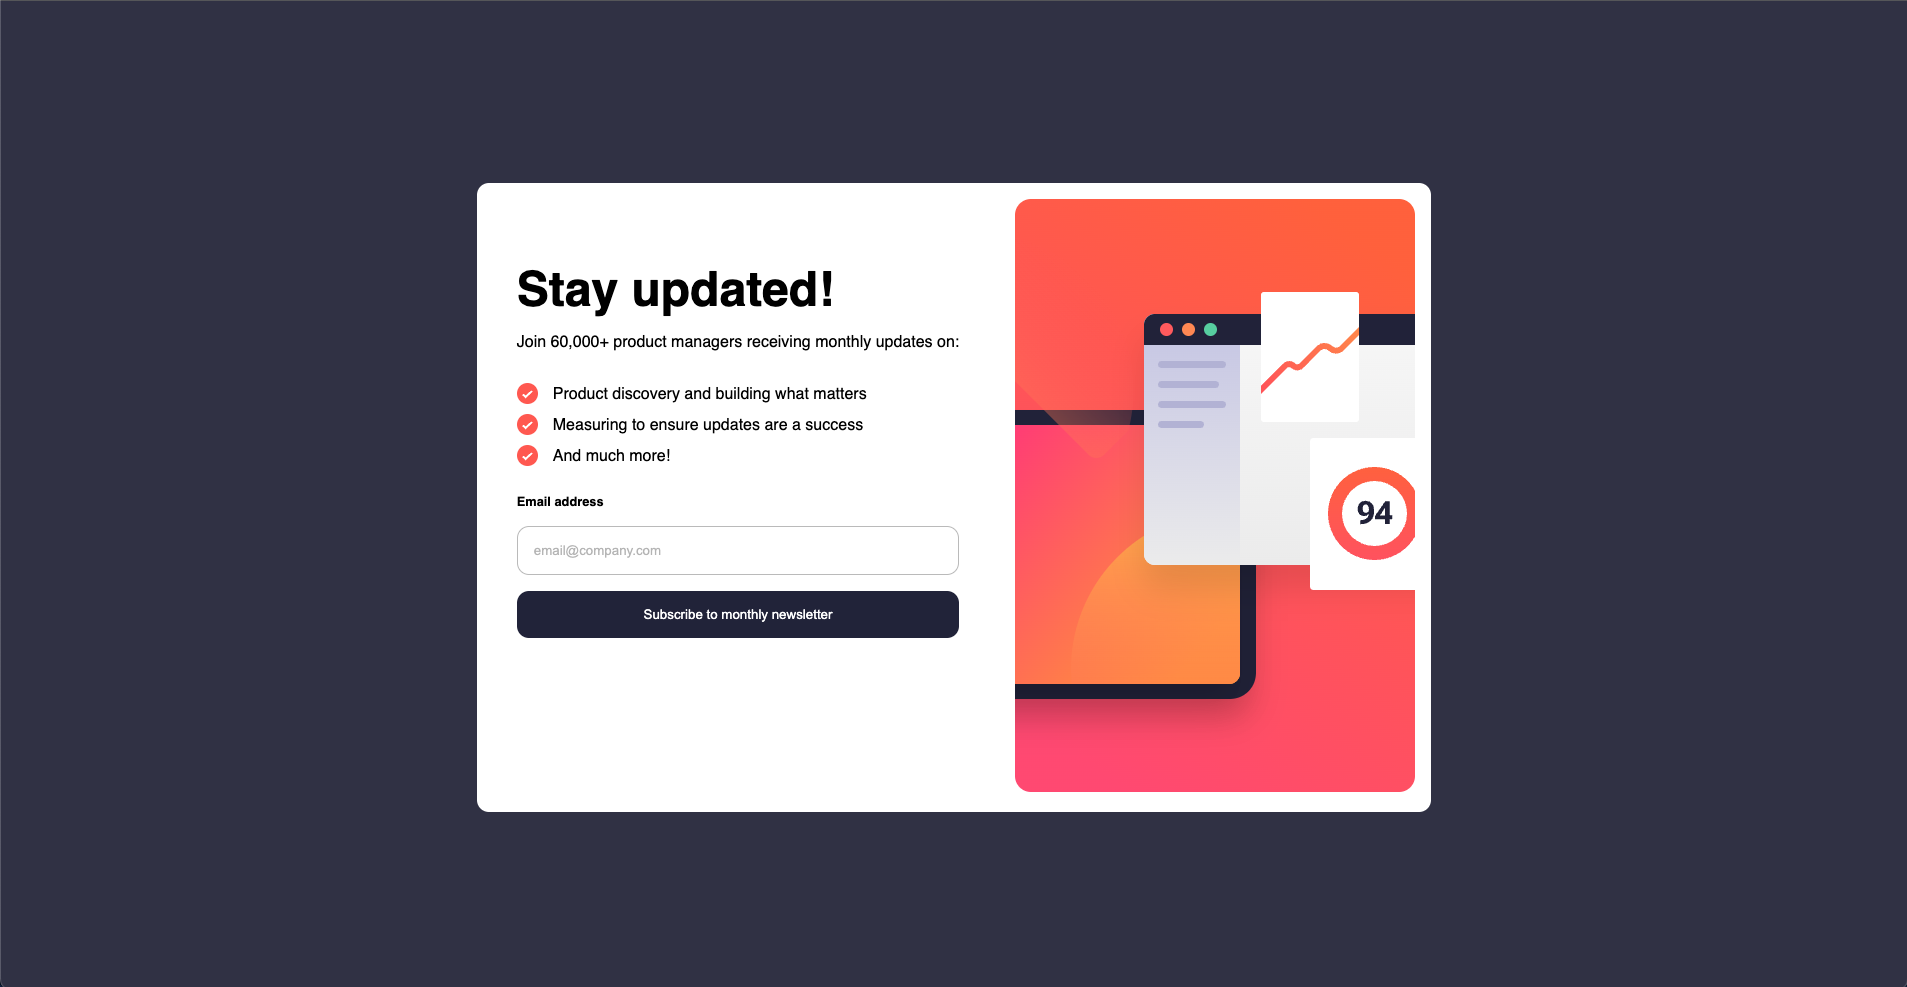 Stay updated!
Join 60,000+ product managers receiving monthly updates on:
Product discovery and building what matters
Measuring to ensure updates are a success
And much more!
Email address
email@company.com
Subscribe to monthly newsletter
94